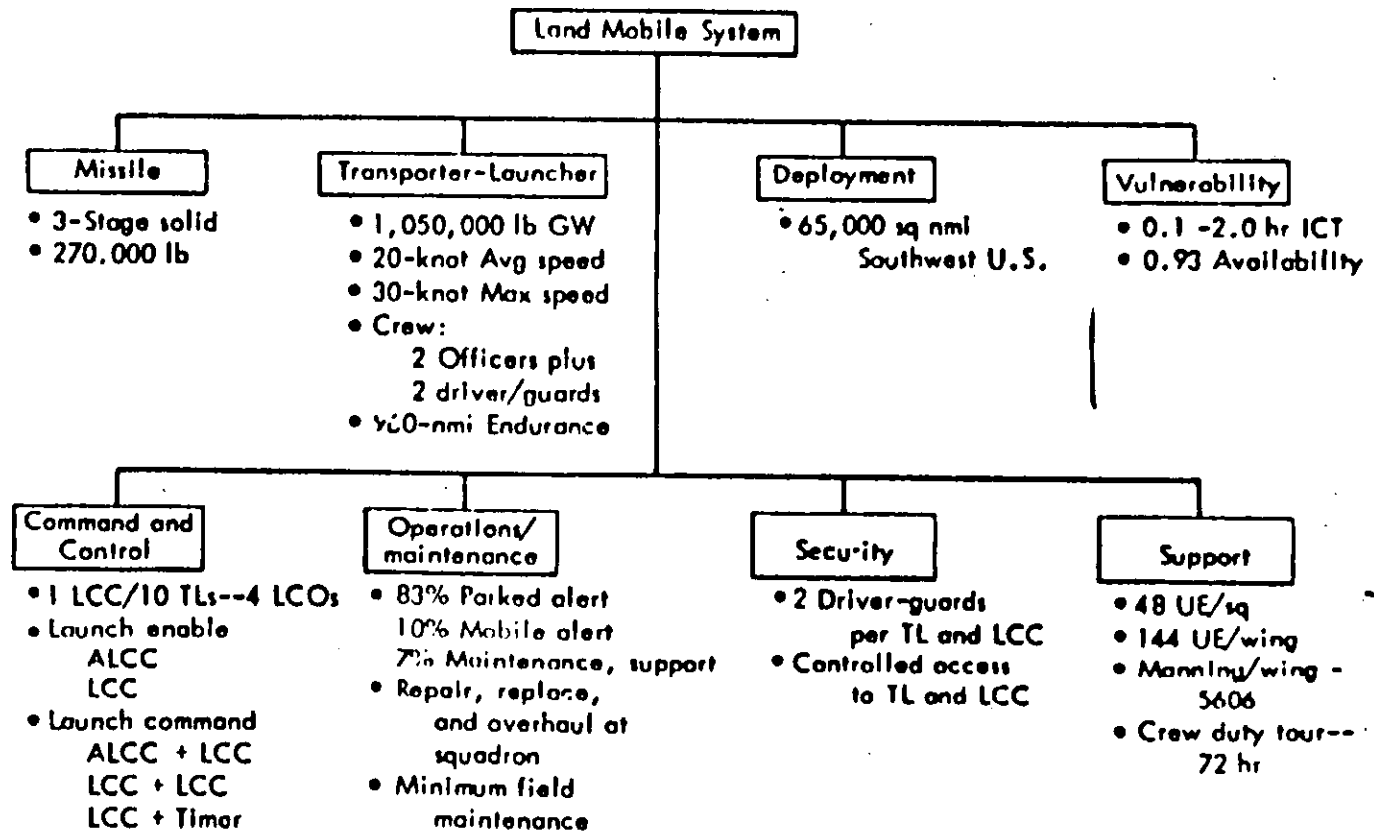 Land Mobile System
Missile
• 3-Stage solid
• 270.000 lb
Transporter-Launcher
• 1,050,000 lb GW
• 20-knot Avg speed
• 30-knot Max speed
• Crew:
2 Officers plus
2 driver/guards
• Endurance
Deployment
• 65,000 sq nmi
Southwest U.S.
Vulnerability
• 0.1 -2.0 hr ICT
• 0.93 Availability
Command and
Control
• 1 LCC/10 TLs--4 LCOs
• Launch enable
ALCC
LCC
• Launch command
ALCC + LCC
LCC + LCC
LCC + Timer
Operations/
maintenance
• 83% Parked alert
10% Mobile alert
7% Maintenance, support
• Repair, replace,
and overhaul at
squadron
• Minimum field
maintenance
Security
• 2 Driver-guards
per TL and LCC
• Controlled access
to TL and LCC
Support
• 48 UE/sq
• 144 UE/wing
• Manning/wing -
5606
• Crew duty tour--
72 hr